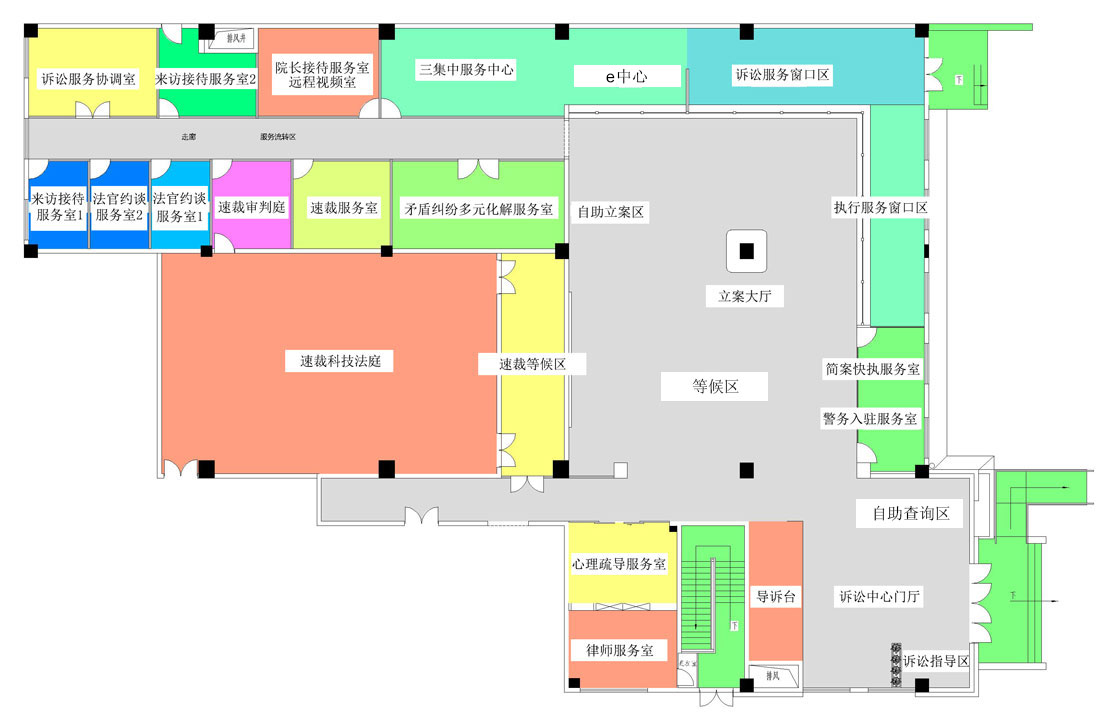 排风井
诉讼服务协调室
来访接待服务室2
院长接待服务室
远程视频室
三集中服务中心
e中心
诉讼服务窗口区
下
走廊
服务流转区
来访接待
服务室1
法官约谈
服务室2
法官约谈
服务室1
速裁审判庭
速裁服务室
矛盾纠纷多元化解服务室
自助立案区
执行服务窗口区
立案大厅
速裁科技法庭
速裁等候区
等候区
简案快执服务室
警务入驻服务室
自助查询区
心理疏导服务室
导诉台
诉讼中心门厅
下
下
律师服务室
诉讼指导区
排风